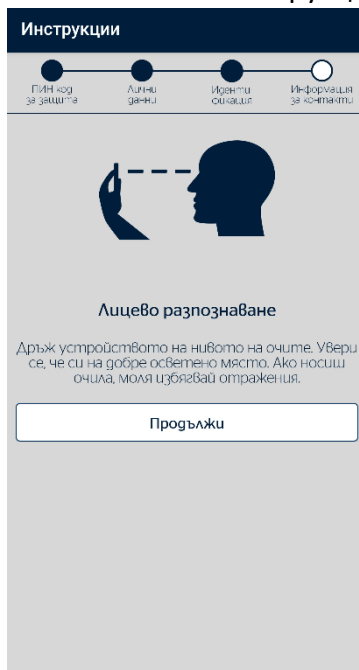 Инструкции
ПИН код
за защита
Лични
данни
Иденти
фикация
Информация
за контакти
Лицево разпознаване
Дръж устройството на нивото на очите. Увери
се, че си на добре осветено място. Ако носиш
очила, моля избягвай отражения.
Продължи